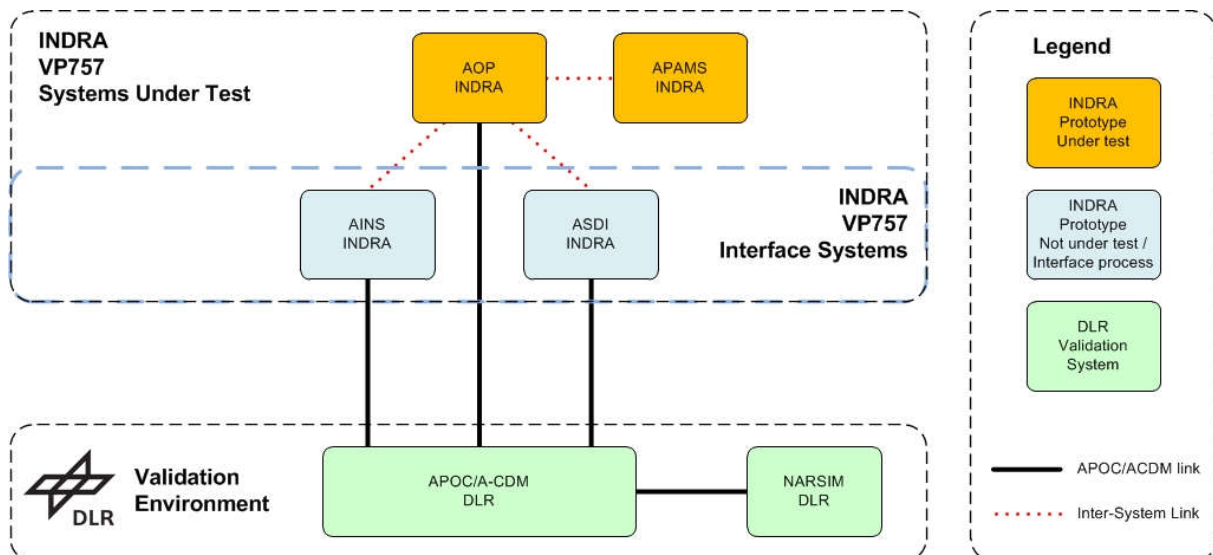 INDRA
VP757
Systems Under Test
AOP
INDRA
APAMS
INDRA
AINS
INDRA
ASDI
INDRA
INDRA
VP757
Interface Systems
DLR
Validation
Environment
APOC/A-CDM
DLR
NARSIM
DLR
Legend
INDRA
Prototype
Under test
INDRA
Prototype
Not under test /
Interface process
DLR
Validation
System
APOC/ACDM link
Inter-System Link